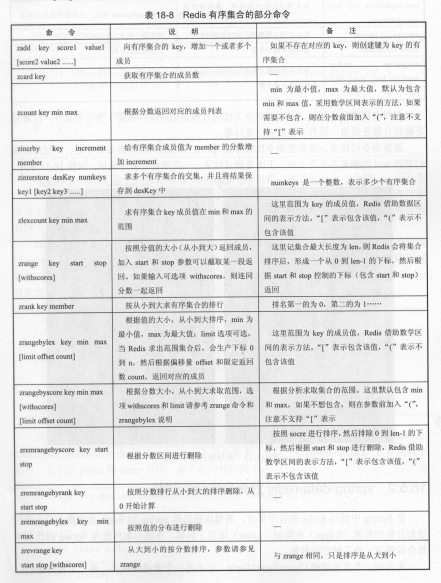 表 18-8 Redis 有序集合的部分命令
命 令 说 明 备 注
zadd key score1 value1 [score2 value2 ......]
向有序集合的 key，增加一个或者多个成员
如果不存在对应的 key，则创建键为 key 的有序集合
zcard key
获取有序集合的成员数
—
zcount key min max
根据分数返回对应的成员列表
min 为最小值，max 为最大值，默认为包含 min 和 max 值，采用数学区间表示的方法，如果需要不包含，则在分数前面加入“(”，注意不支持“[”表示
zincrby key increment member
给有序集合成员值为 member 的分数增加 increment
—
zinterstore desKey numkeys key1 [key2 key3 ......]
求多个有序集合的交集，并且将结果保存到 desKey 中
numkeys 是一个整数，表示多少个有序集合
zlexcount key min max
求有序集合 key 成员值在 min 和 max 的范围
这里范围为 key 的成员值，Redis 借助数据区间的表示方法，“[”表示包含该值，“(”表示不包含该值
zrange key start stop [withscores]
按照分值的大小（从小到大）返回成员，加入 start 和 stop 参数可以截取某一段返回。如果输入可选项 withscores，则连同分数一起返回
这里记集合最大长度为 len，则 Redis 会将集合排序后，形成一个从 0 到 len-1 的下标，然后根据 start 和 stop 控制的下标（包含 start 和 stop）返回
zrank key member
按从小到大求有序集合的排行
排名第一的为 0，第二的为 1……
zrangebylex key min max [limit offset count]
根据值的大小，从小到大排序，min 为最小值，max 为最大值；limit 选项可选，当 Redis 求出范围集合后，会生产下标 0 到 n，然后根据偏移量 offset 和限定返回数 count，返回对应的成员
这里范围为 key 的成员值，Redis 借助数学区间的表示方法，“[”表示包含该值，“(”表示不包含该值
zrangebyscore key min max [withscores] [limit offset count]
根据分数大小，从小到大求取范围，选项 withscores 和 limit 请参考 zrange 命令和 zrangebylex 说明
根据分析求取集合的范围。这里默认包含 min 和 max，如果不想包含，则在参数前加入“(”，注意不支持“[”表示
zremrangebyscore key start stop
根据分数区间进行删除
按照 socre 进行排序，然后排除 0 到 len-1 的下标，然后根据 start 和 stop 进行删除，Redis 借助数学区间的表示方法，“[”表示包含该值，“(”表示不包含该值
zremrangebyrank key start stop
按照分数排行从小到大的排序删除，从 0 开始计算
—
zremrangebylex key min max
按照值的分布进行删除
—
zrevrange key start stop [withscores]
从大到小的按分数排序，参数请参见 zrange
与 zrange 相同，只是排序是从大到小